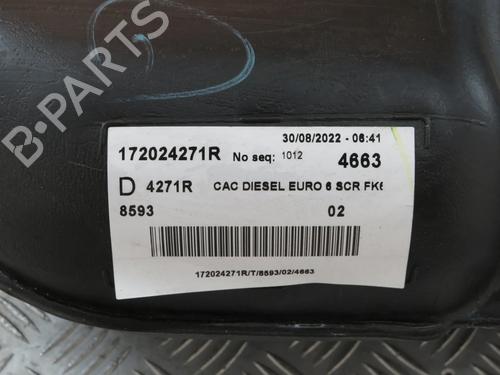 B-PARTS
30/08/2022 - 06:41
172024271R No seq: 1012 4663
D 4271R CAC DIESEL EURO 6 SCR FK6
8593 02
172024271R/T/8593/02/4663